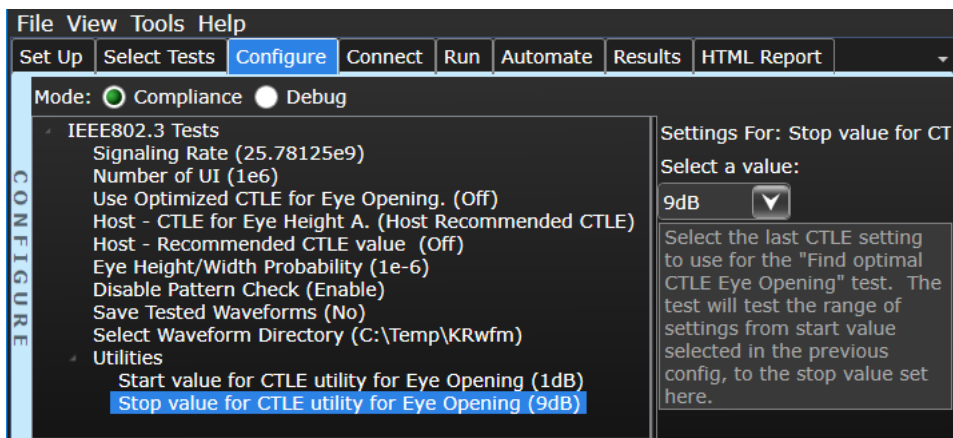 File View Tools Help
Set Up Select Tests Configure Connect Run Automate Results HTML Report
CONFIGURE
Mode: Compliance Debug
IEEE802.3 Tests
Signaling Rate (25.78125e9)
Number of UI (1e6)
Use Optimized CTLE for Eye Opening. (Off)
Host - CTLE for Eye Height A. (Host Recommended CTLE)
Host - Recommended CTLE value (Off)
Eye Height/Width Probability (1e-6)
Disable Pattern Check (Enable)
Save Tested Waveforms (No)
Select Waveform Directory (C:\Temp\KRwfm)
Utilities
Start value for CTLE utility for Eye Opening (1dB)
Stop value for CTLE utility for Eye Opening (9dB)
Settings For: Stop value for CT
Select a value:
9dB
Select the last CTLE setting
to use for the "Find optimal
CTLE Eye Opening" test. The
test will test the range of
settings from start value
selected in the previous
config, to the stop value set
here.